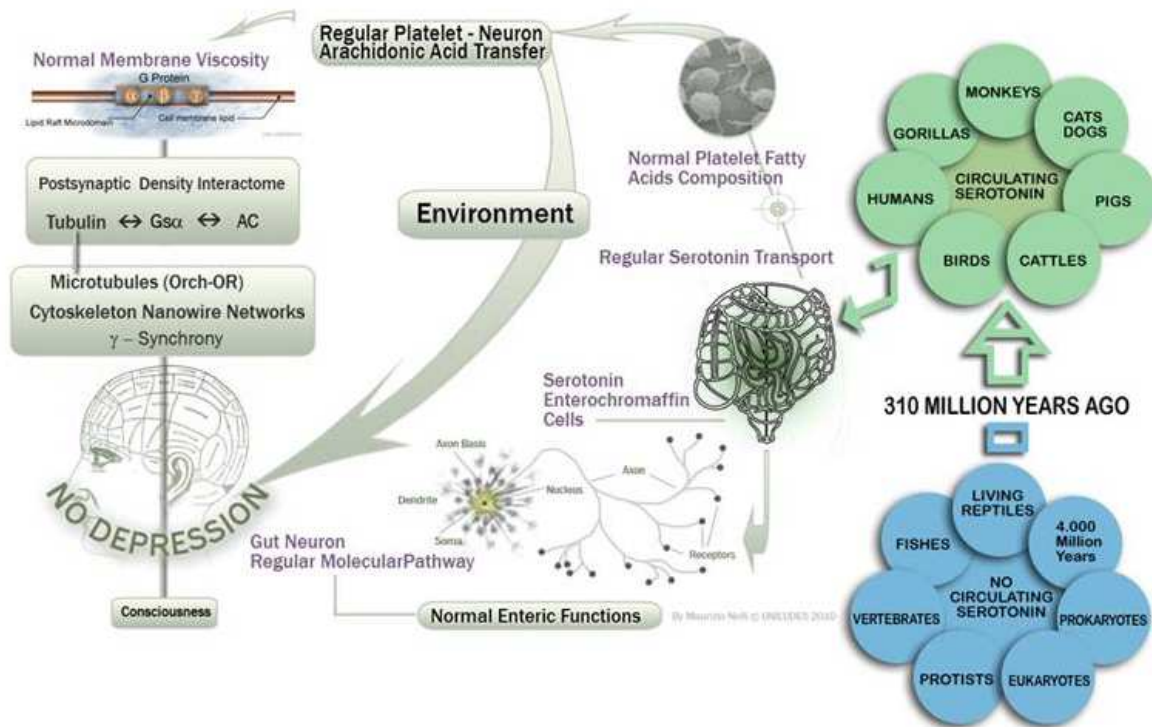 Regular Platelet - Neuron
Arachidonic Acid Transfer
Normal Membrane Viscosity
G Protein
α β γ
Lipid Raft Microdomain
Cell membrane lipid
Postsynaptic Density Interactome
Tubulin ↔ Gsα ↔ AC
Microtubules (Orch-OR)
Cytoskeleton Nanowire Networks
γ – Synchrony
NO DEPRESSION
Consciousness
Environment
Normal Platelet Fatty
Acids Composition
Regular Serotonin Transport
Serotonin
Enterochromaffin
Cells
Axon Basis
Axon
Dendrite
Nucleus
Soma
Receptors
Gut Neuron
Regular MolecularPathway
Normal Enteric Functions
MONKEYS
CATS
DOGS
GORILLAS
CIRCULATING
SEROTONIN
HUMANS
PIGS
BIRDS
CATTLES
310 MILLION YEARS AGO
LIVING
REPTILES
4.000
Million
Years
FISHES
NO
CIRCULATING
SEROTONIN
VERTEBRATES
PROKARYOTES
PROTISTS
EUKARYOTES